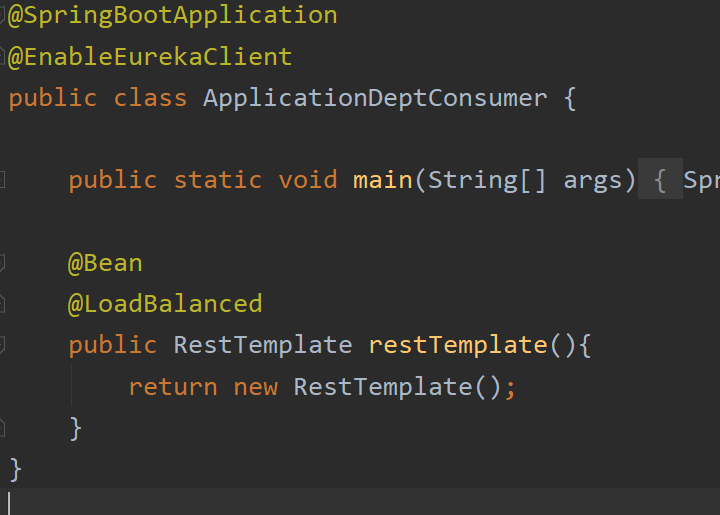 @SpringBootApplication
@EnableEurekaClient
public class ApplicationDeptConsumer {
public static void main(String[] args) { Spr
@Bean
@LoadBalanced
public RestTemplate restTemplate(){
return new RestTemplate();
}
}